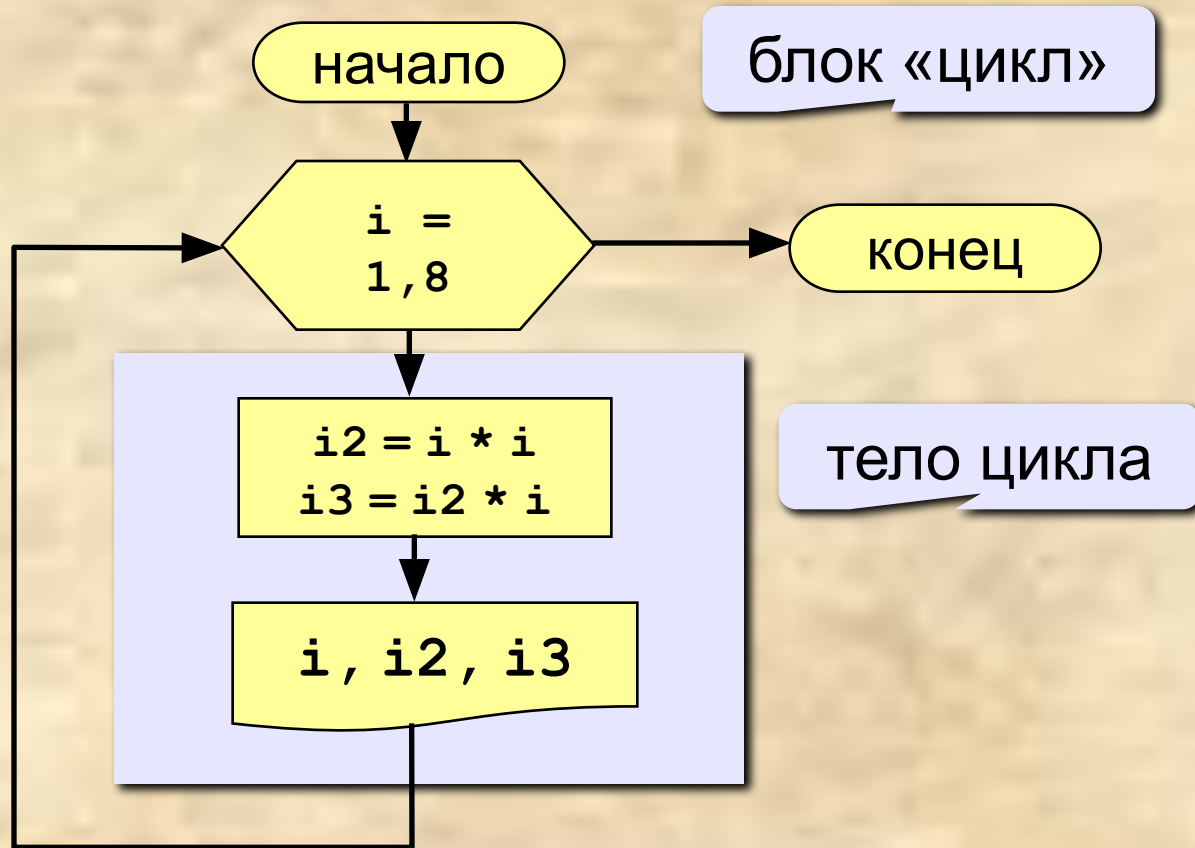 начало
блок «цикл»
i =
1,8
конец
i2 = i * i
i3 = i2 * i
тело цикла
i, i2, i3